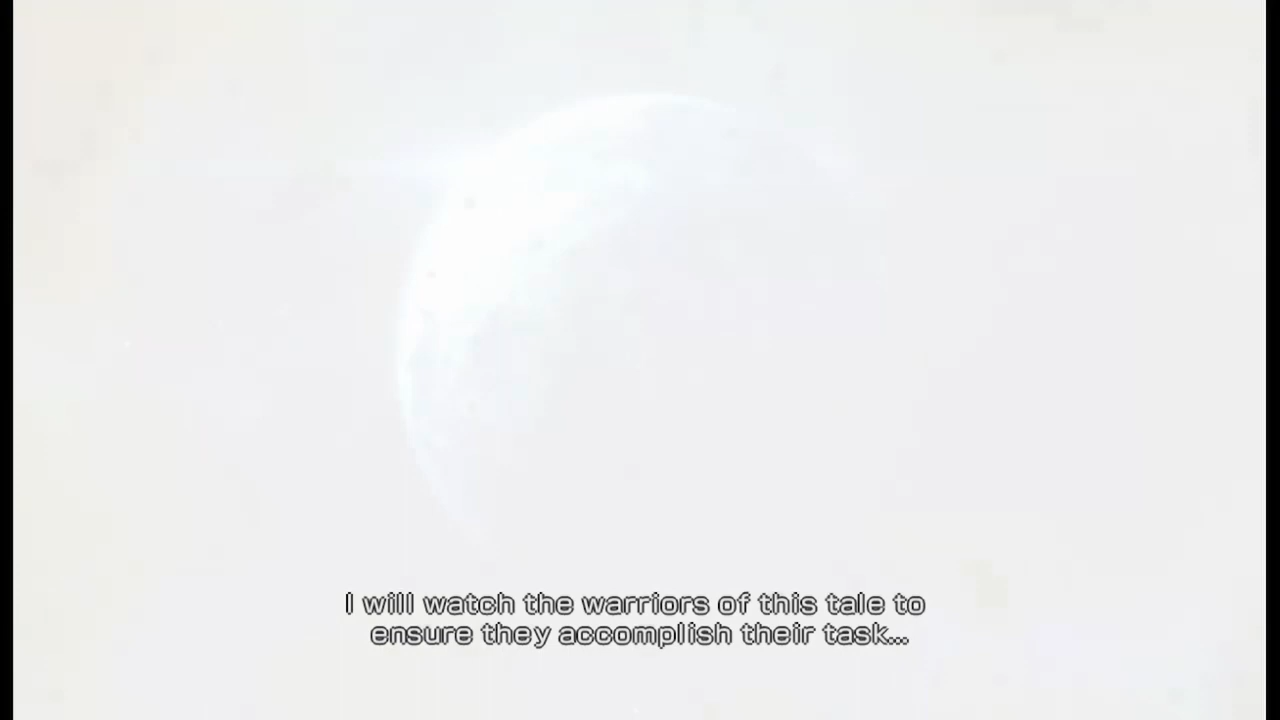 I will watch the warriors of this tale to
ensure they accomplish their task...